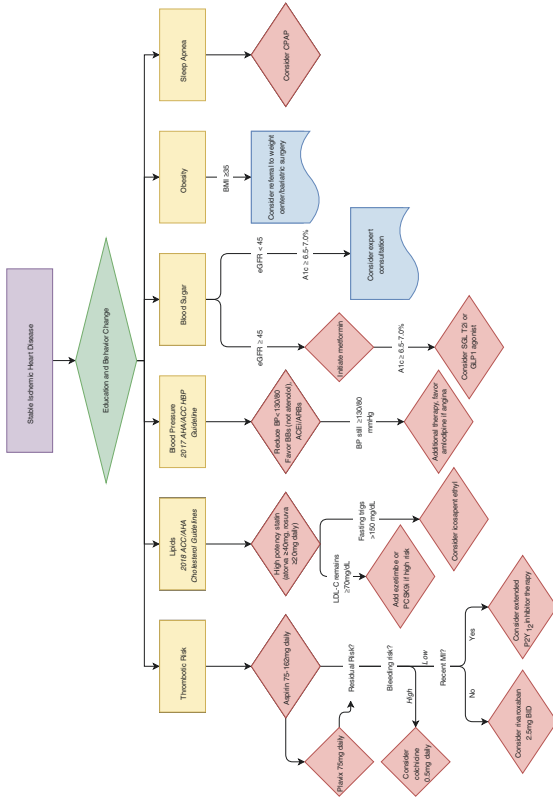 Stable Ischemic Heart Disease
Education and Behavior Change
Thrombotic Risk
Lipids
2018 ACC/AHA
Cholesterol Guidelines
Blood Pressure
2017 AHA/ACC HBP
Guideline
Blood Sugar
Obesity
Sleep Apnea
Aspirin 75-162mg daily
Plavix 75mg daily
Residual Risk?
Bleeding risk?
High
Low
Consider
colchicine
0.5mg daily
Recent MI?
No
Yes
Consider rivaroxaban
2.5mg BID
Consider extended
P2Y12 inhibitor therapy
High potency statin
(atorva ≥40mg, rosuva
≥20mg daily)
LDL-C remains
≥70mg/dL
Fasting trigs
>150 mg/dL
Add ezetimibe or
PCSK9i if high risk
Consider icosapent ethyl
Reduce BP<130/80
Favor BBs (not atenolol),
ACEi/ARBs
BP still ≥130/80
mmHg
Additional therapy, favor
amlodipine if angina
eGFR ≥ 45
eGFR < 45
Initiate metformin
A1c ≥ 6.5-7.0%
A1c ≥ 6.5-7.0%
Consider SGLT2i or
GLP1 agonist
Consider expert
consultation
BMI ≥35
Consider referral to weight
center/bariatric surgery
Consider CPAP